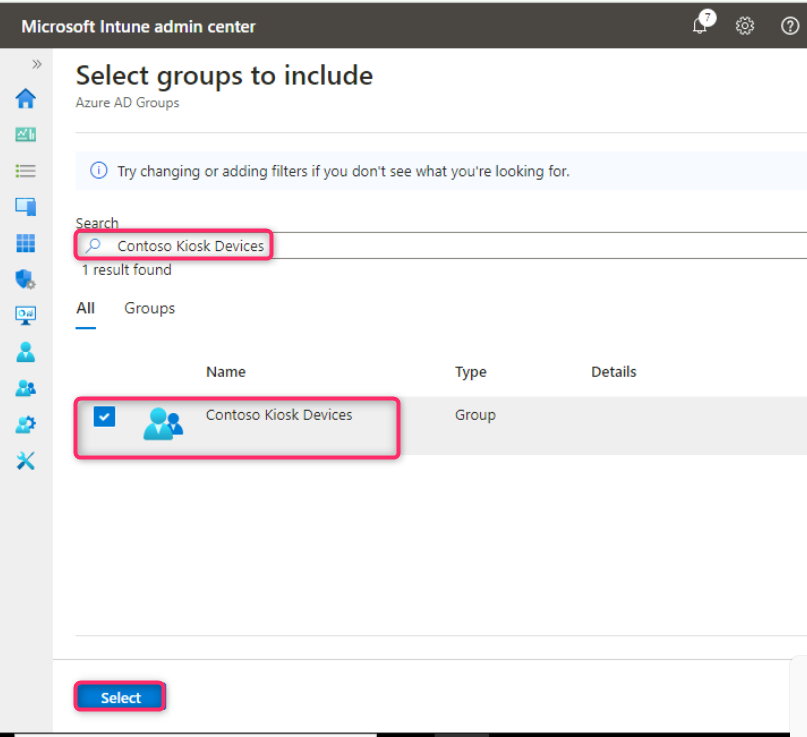 Microsoft Intune admin center
7
Select groups to include
Azure AD Groups
Try changing or adding filters if you don't see what you're looking for.
Search
Contoso Kiosk Devices
1 result found
All Groups
Name Type Details
Contoso Kiosk Devices Group
Select